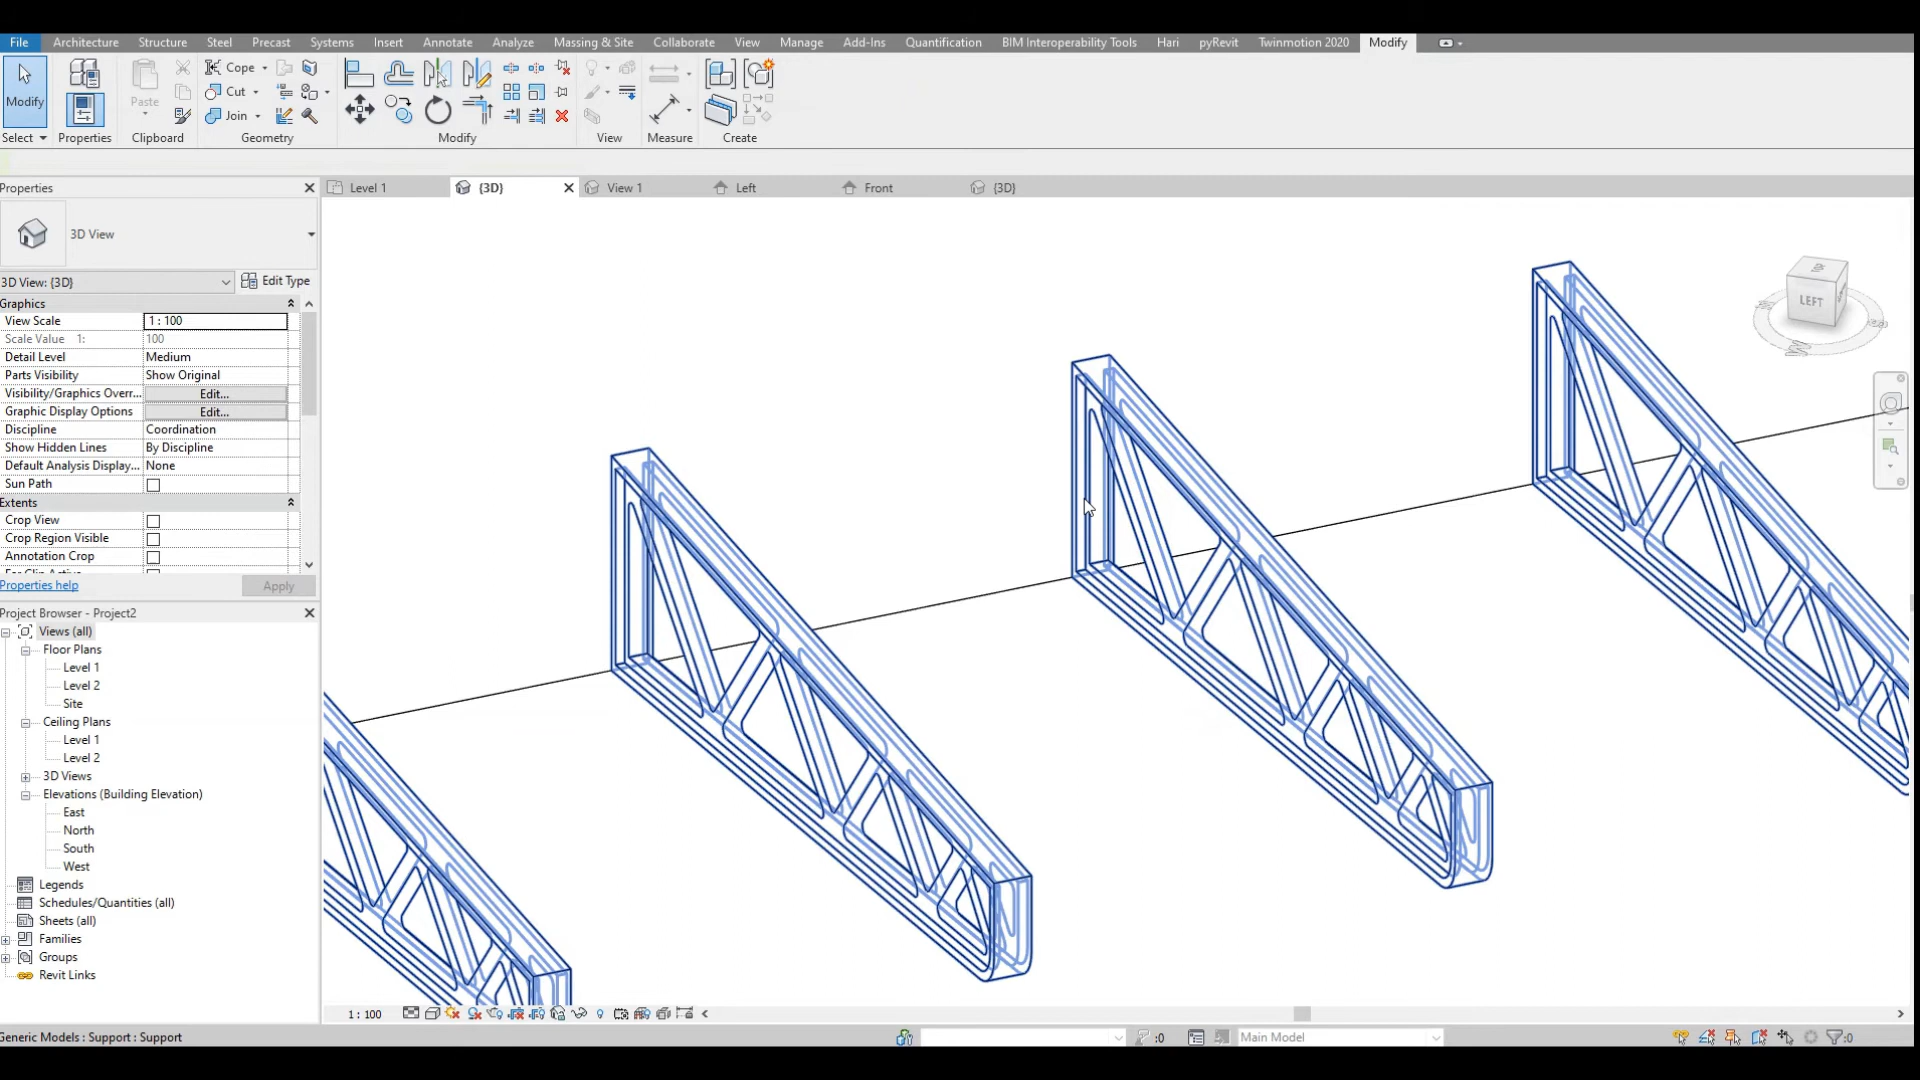 File Architecture Structure Steel Precast Systems Insert Annotate Analyze Massing & Site Collaborate View Manage Add-Ins Quantification BIM Interoperability Tools Hari pyRevit Twinmotion 2020 Modify
Cope
Cut
Join
Modify
Paste
Select Properties Clipboard Geometry Modify View Measure Create
Properties
Level 1 {3D} View 1 Left Front {3D}
3D View
3D View: {3D} Edit Type
Graphics
View Scale 1 : 100
Scale Value 1: 100
Detail Level Medium
Parts Visibility Show Original
Visibility/Graphics Overr... Edit...
Graphic Display Options Edit...
Discipline Coordination
Show Hidden Lines By Discipline
Default Analysis Display... None
Sun Path
Extents
Crop View
Crop Region Visible
Annotation Crop
Properties help Apply
Project Browser - Project2
Views (all)
Floor Plans
Level 1
Level 2
Site
Ceiling Plans
Level 1
Level 2
3D Views
Elevations (Building Elevation)
East
North
South
West
Legends
Schedules/Quantities (all)
Sheets (all)
Families
Groups
Revit Links
LEFT
1 : 100
Generic Models : Support : Support
:0
Main Model
:0